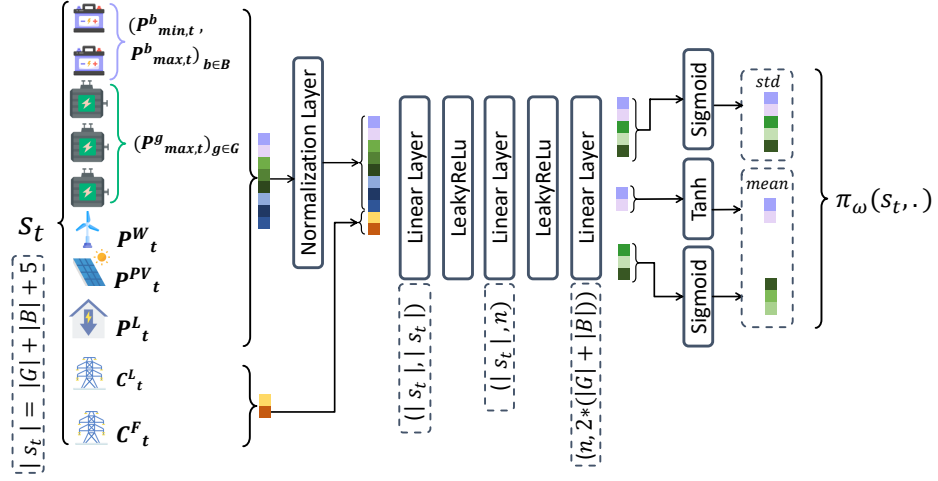 (P^b_min,t ,
P^b_max,t)_b∈B
(P^g_max,t)_g∈G
s_t
| s_t | = |G| + |B| + 5
P^W_t
P^PV_t
P^L_t
C^L_t
C^F_t
Normalization Layer
Linear Layer
LeakyReLu
Linear Layer
LeakyReLu
Linear Layer
(| s_t |, | s_t |)
(| s_t |, n)
(n, 2*(|G| + |B|))
Sigmoid
Tanh
Sigmoid
std
mean
π_ω(s_t, .)